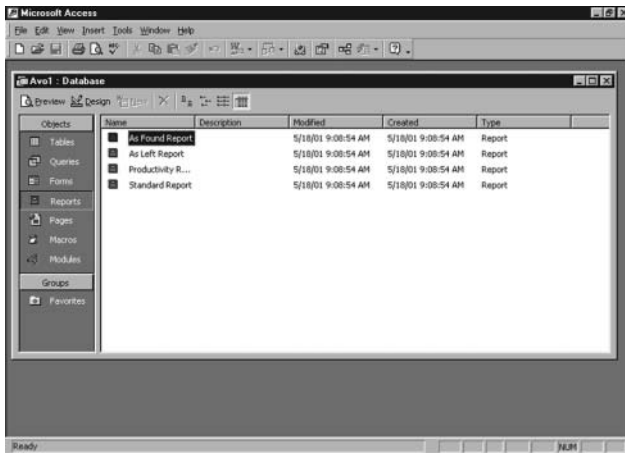 Microsoft Access
File Edit View Insert Tools Window Help
Avo1 : Database
Preview Design New
Objects
Tables
Queries
Forms
Reports
Pages
Macros
Modules
Groups
Favorites
Name Description Modified Created Type
As Found Report 5/18/01 9:08:54 AM 5/18/01 9:08:54 AM Report
As Left Report 5/18/01 9:08:54 AM 5/18/01 9:08:54 AM Report
Productivity R... 5/18/01 9:08:54 AM 5/18/01 9:08:54 AM Report
Standard Report 5/18/01 9:08:54 AM 5/18/01 9:08:54 AM Report
Ready NUM